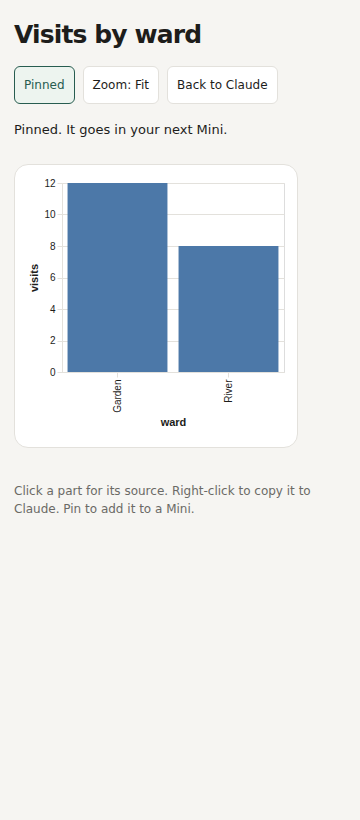 Visits by ward
Pinned
Zoom: Fit
Back to Claude
Pinned. It goes in your next Mini.
12
10
8
6
4
2
0
visits
Garden
River
ward
Click a part for its source. Right-click to copy it to
Claude. Pin to add it to a Mini.